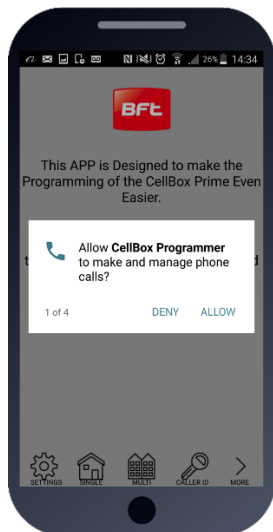 26% 14:34
BFT
This APP is Designed to make the
Programming of the CellBox Prime Even
Easier.
Allow CellBox Programmer
to make and manage phone
calls?
1 of 4 DENY ALLOW
SETTINGS SINGLE MULTI CALLER ID MORE